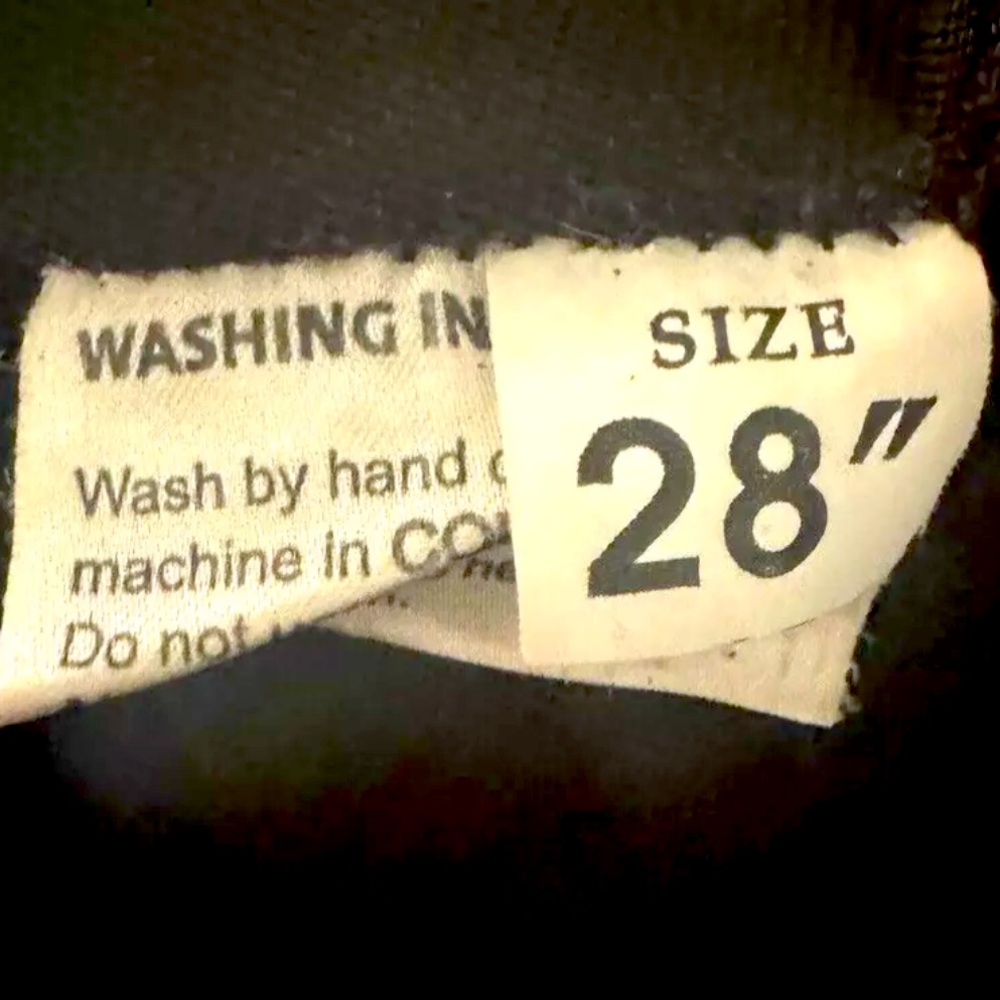 WASHING IN
Wash by hand
machine in CO
Do not
SIZE
28"